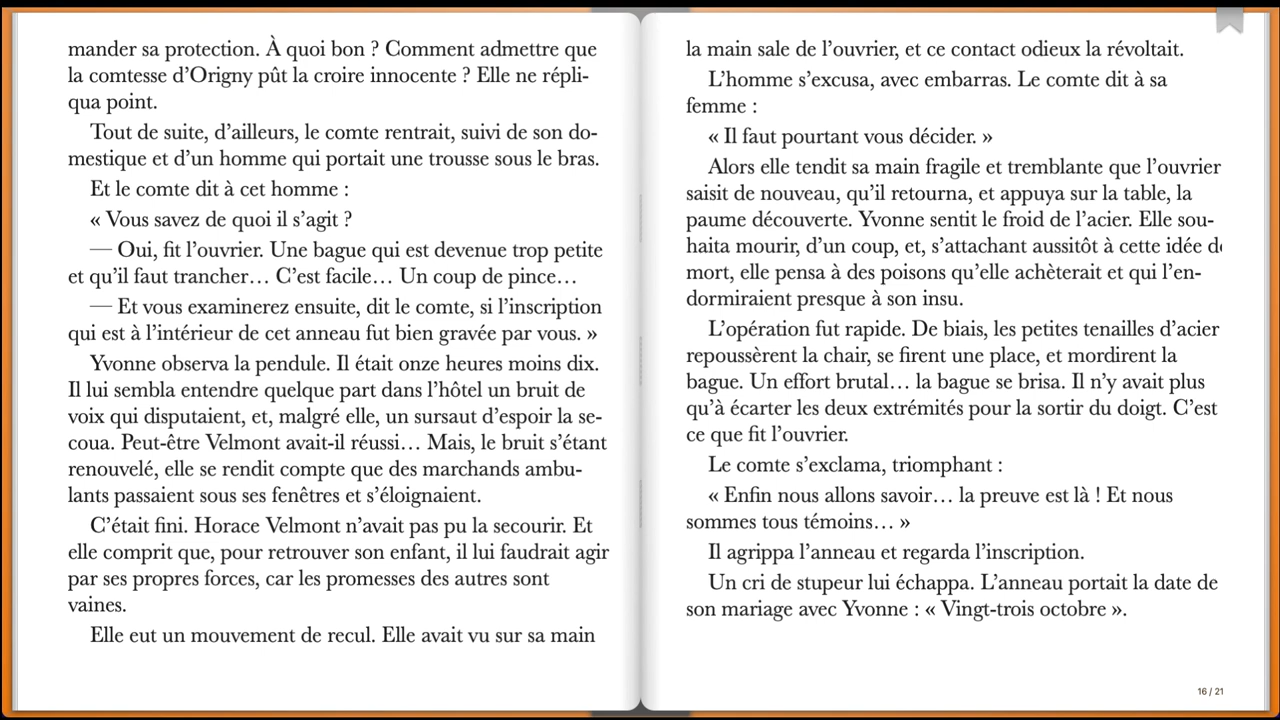 mander sa protection. À quoi bon ? Comment admettre que
la comtesse d’Origny pût la croire innocente ? Elle ne répli-
qua point.
Tout de suite, d’ailleurs, le comte rentrait, suivi de son do-
mestique et d’un homme qui portait une trousse sous le bras.
Et le comte dit à cet homme :
« Vous savez de quoi il s’agit ?
— Oui, fit l’ouvrier. Une bague qui est devenue trop petite
et qu’il faut trancher… C’est facile… Un coup de pince…
— Et vous examinerez ensuite, dit le comte, si l’inscription
qui est à l’intérieur de cet anneau fut bien gravée par vous. »
Yvonne observa la pendule. Il était onze heures moins dix.
Il lui sembla entendre quelque part dans l’hôtel un bruit de
voix qui disputaient, et, malgré elle, un sursaut d’espoir la se-
coua. Peut-être Velmont avait-il réussi… Mais, le bruit s’étant
renouvelé, elle se rendit compte que des marchands ambu-
lants passaient sous ses fenêtres et s’éloignaient.
C’était fini. Horace Velmont n’avait pas pu la secourir. Et
elle comprit que, pour retrouver son enfant, il lui faudrait agir
par ses propres forces, car les promesses des autres sont
vaines.
Elle eut un mouvement de recul. Elle avait vu sur sa main
la main sale de l’ouvrier, et ce contact odieux la révoltait.
L’homme s’excusa, avec embarras. Le comte dit à sa
femme :
« Il faut pourtant vous décider. »
Alors elle tendit sa main fragile et tremblante que l’ouvrier
saisit de nouveau, qu’il retourna, et appuya sur la table, la
paume découverte. Yvonne sentit le froid de l’acier. Elle sou-
haita mourir, d’un coup, et, s’attachant aussitôt à cette idée de
mort, elle pensa à des poisons qu’elle achèterait et qui l’en-
dormiraient presque à son insu.
L’opération fut rapide. De biais, les petites tenailles d’acier
repoussèrent la chair, se firent une place, et mordirent la
bague. Un effort brutal… la bague se brisa. Il n’y avait plus
qu’à écarter les deux extrémités pour la sortir du doigt. C’est
ce que fit l’ouvrier.
Le comte s’exclama, triomphant :
« Enfin nous allons savoir… la preuve est là ! Et nous
sommes tous témoins… »
Il agrippa l’anneau et regarda l’inscription.
Un cri de stupeur lui échappa. L’anneau portait la date de
son mariage avec Yvonne : « Vingt-trois octobre ».
16 / 21